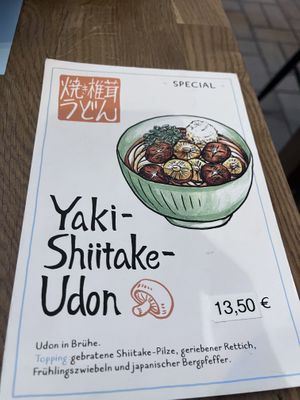 焼き椎茸
うどん
SPECIAL
Yaki-
Shiitake-
Udon
13,50 €
Udon in Brühe.
Topping: gebratene Shiitake-Pilze, geriebener Rettich,
Frühlingszwiebeln und japanischer Bergpfeffer.